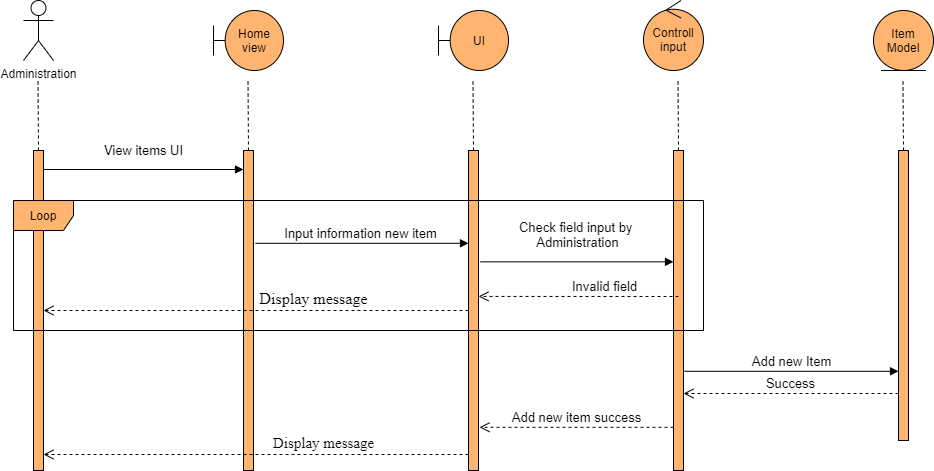 Administration
Home
view
UI
Controll
input
Item
Model
View items UI
Loop
Input information new item
Check field input by
Administration
Invalid field
Display message
Add new Item
Success
Add new item success
Display message